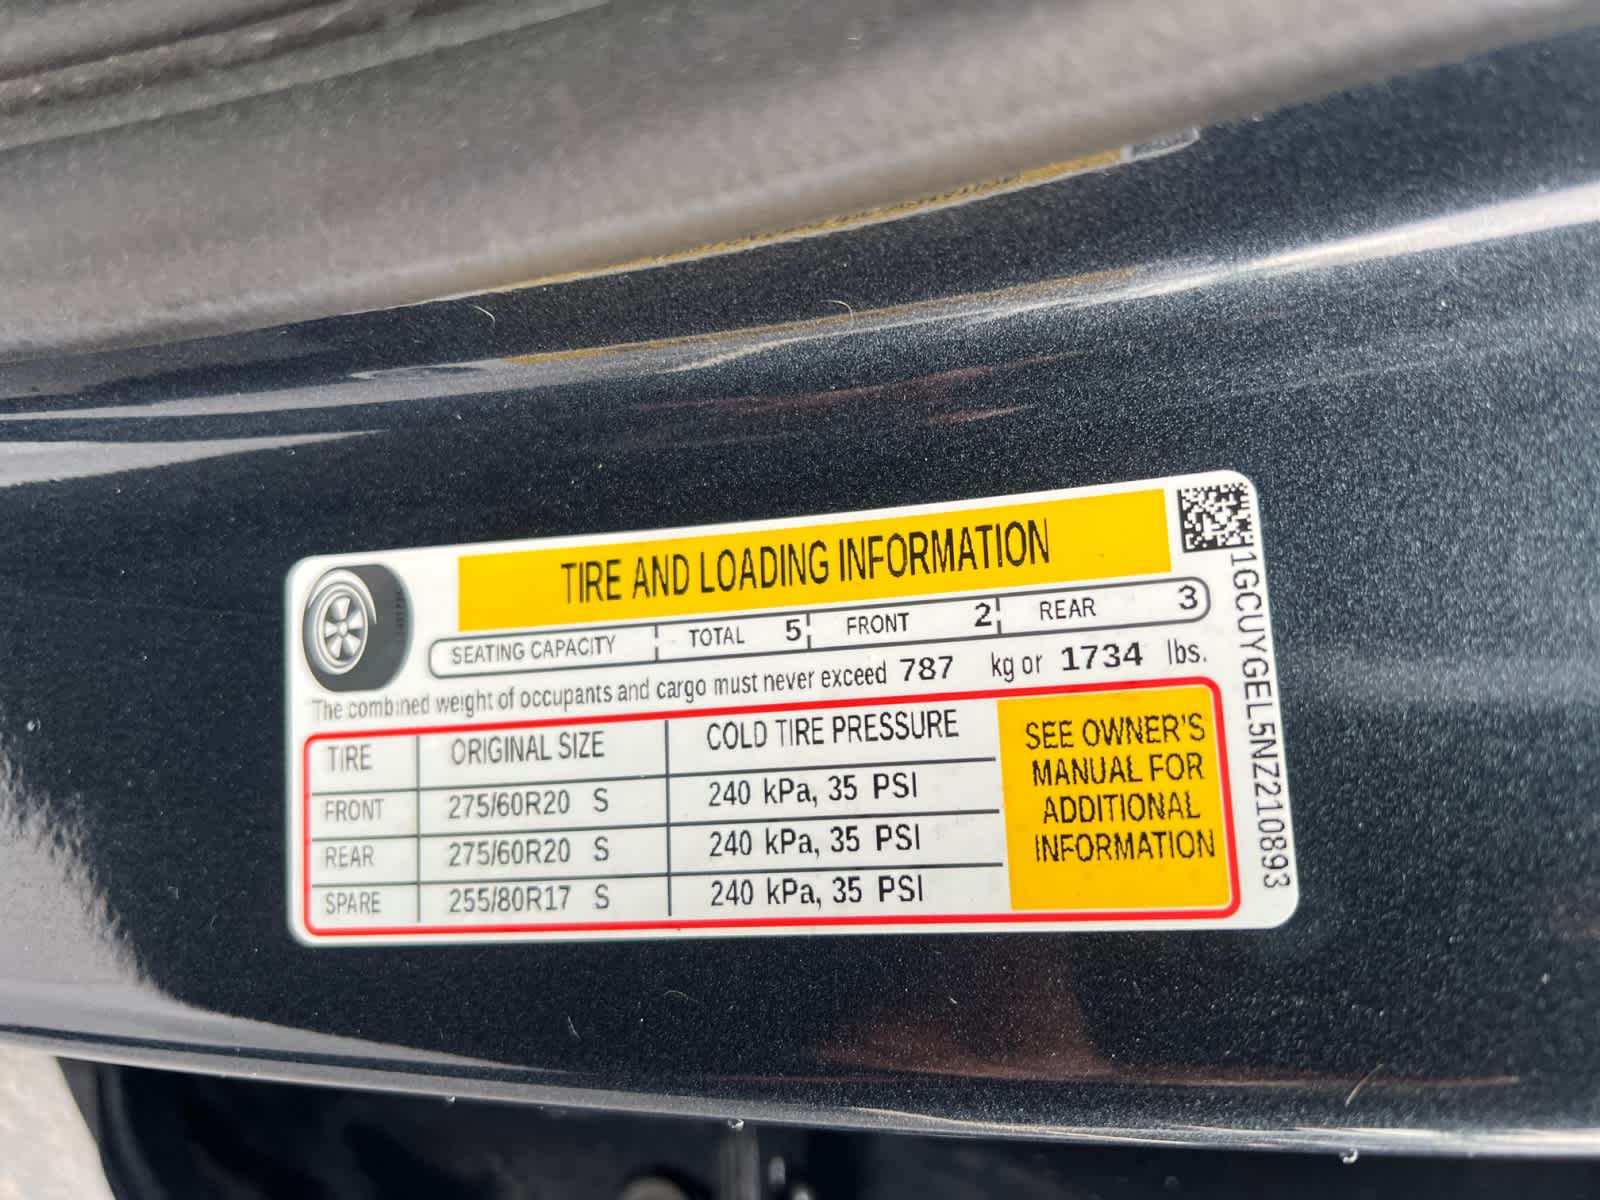 TIRE AND LOADING INFORMATION
SEATING CAPACITY TOTAL 5 FRONT 2 REAR 3
The combined weight of occupants and cargo must never exceed 787 kg or 1734 lbs.
TIRE ORIGINAL SIZE COLD TIRE PRESSURE
FRONT 275/60R20 S 240 kPa, 35 PSI
REAR 275/60R20 S 240 kPa, 35 PSI
SPARE 255/80R17 S 240 kPa, 35 PSI
SEE OWNER'S
MANUAL FOR
ADDITIONAL
INFORMATION
1GCUYGEL5NZ210893